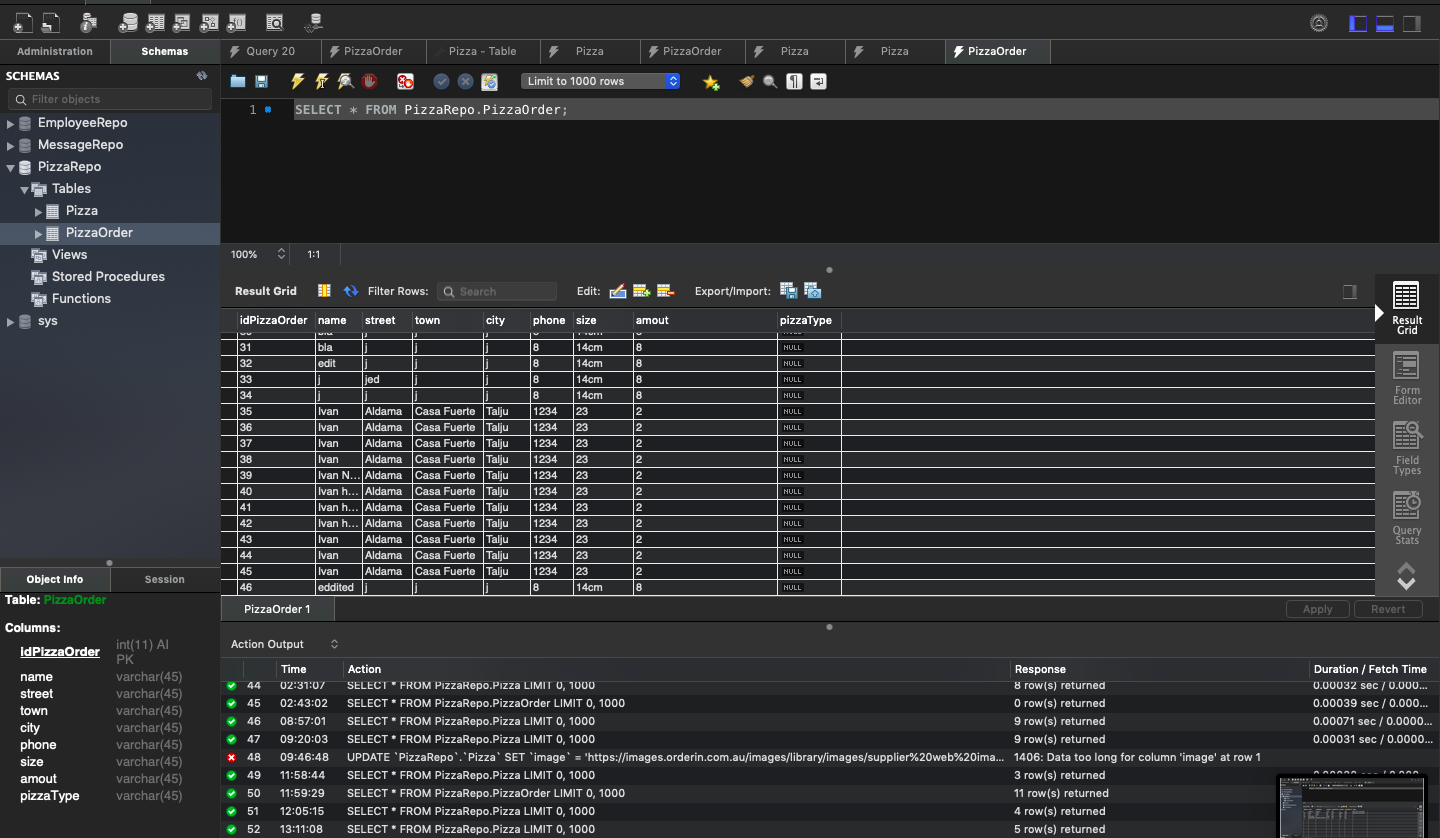 Administration Schemas Query 20 PizzaOrder Pizza - Table Pizza PizzaOrder Pizza Pizza PizzaOrder
SCHEMAS
Filter objects
EmployeeRepo
MessageRepo
PizzaRepo
Tables
Pizza
PizzaOrder
Views
Stored Procedures
Functions
sys
Limit to 1000 rows
1 SELECT * FROM PizzaRepo.PizzaOrder;
100% 1:1
Result Grid Filter Rows: Search Edit: Export/Import:
idPizzaOrder name street town city phone size amout pizzaType
31 bla j j j 8 14cm 8 NULL
32 edit j j j 8 14cm 8 NULL
33 j jed j j 8 14cm 8 NULL
34 j j j j 8 14cm 8 NULL
35 Ivan Aldama Casa Fuerte Talju 1234 23 2 NULL
36 Ivan Aldama Casa Fuerte Talju 1234 23 2 NULL
37 Ivan Aldama Casa Fuerte Talju 1234 23 2 NULL
38 Ivan Aldama Casa Fuerte Talju 1234 23 2 NULL
39 Ivan N... Aldama Casa Fuerte Talju 1234 23 2 NULL
40 Ivan h... Aldama Casa Fuerte Talju 1234 23 2 NULL
41 Ivan h... Aldama Casa Fuerte Talju 1234 23 2 NULL
42 Ivan h... Aldama Casa Fuerte Talju 1234 23 2 NULL
43 Ivan Aldama Casa Fuerte Talju 1234 23 2 NULL
44 Ivan Aldama Casa Fuerte Talju 1234 23 2 NULL
45 Ivan Aldama Casa Fuerte Talju 1234 23 2 NULL
46 eddited j j j 8 14cm 8 NULL
Result
Grid
Form
Editor
Field
Types
Query
Stats
PizzaOrder 1 Apply Revert
Object Info Session
Table: PizzaOrder
Columns:
idPizzaOrder int(11) AI
PK
name varchar(45)
street varchar(45)
town varchar(45)
city varchar(45)
phone varchar(45)
size varchar(45)
amout varchar(45)
pizzaType varchar(45)
Action Output
Time Action Response Duration / Fetch Time
44 02:31:07 SELECT * FROM PizzaRepo.Pizza LIMIT 0, 1000 8 row(s) returned 0.00032 sec / 0.000...
45 02:43:02 SELECT * FROM PizzaRepo.PizzaOrder LIMIT 0, 1000 0 row(s) returned 0.00039 sec / 0.000...
46 08:57:01 SELECT * FROM PizzaRepo.Pizza LIMIT 0, 1000 9 row(s) returned 0.00071 sec / 0.0000...
47 09:20:03 SELECT * FROM PizzaRepo.Pizza LIMIT 0, 1000 9 row(s) returned 0.00031 sec / 0.0000...
48 09:46:48 UPDATE `PizzaRepo`.`Pizza` SET `image` = 'https://images.orderin.com.au/images/library/images/supplier%20web%20ima... 1406: Data too long for column 'image' at row 1
49 11:58:44 SELECT * FROM PizzaRepo.Pizza LIMIT 0, 1000 3 row(s) returned
50 11:59:29 SELECT * FROM PizzaRepo.PizzaOrder LIMIT 0, 1000 11 row(s) returned
51 12:05:15 SELECT * FROM PizzaRepo.Pizza LIMIT 0, 1000 4 row(s) returned
52 13:11:08 SELECT * FROM PizzaRepo.Pizza LIMIT 0, 1000 5 row(s) returned